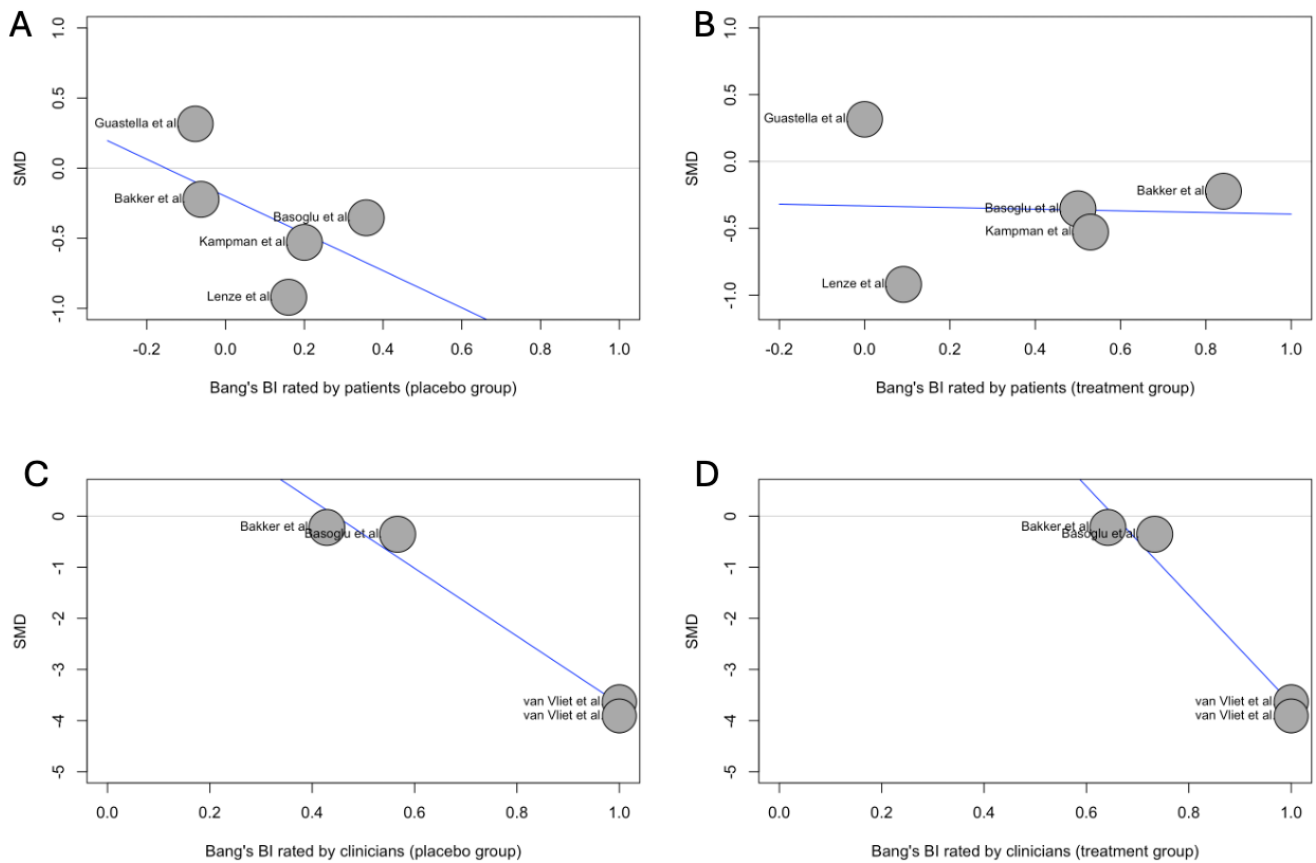 A
1.0
0.5
0.0
-0.5
-1.0
SMD
Guastella et al.
Bakker et al.
Basoglu et al.
Kampman et al.
Lenze et al.
-0.2 0.0 0.2 0.4 0.6 0.8 1.0
Bang's BI rated by patients (placebo group)
B
1.0
0.5
0.0
-0.5
-1.0
SMD
Guastella et al.
Bakker et al.
Basoglu et al.
Kampman et al.
Lenze et al.
-0.2 0.0 0.2 0.4 0.6 0.8 1.0
Bang's BI rated by patients (treatment group)
C
0
-1
-2
-3
-4
-5
SMD
Bakker et al.
Basoglu et al.
van Vliet et al.
van Vliet et al.
0.0 0.2 0.4 0.6 0.8 1.0
Bang's BI rated by clinicians (placebo group)
D
0
-1
-2
-3
-4
-5
SMD
Bakker et al.
Basoglu et al.
van Vliet et al.
van Vliet et al.
0.0 0.2 0.4 0.6 0.8 1.0
Bang's BI rated by clinicians (treatment group)